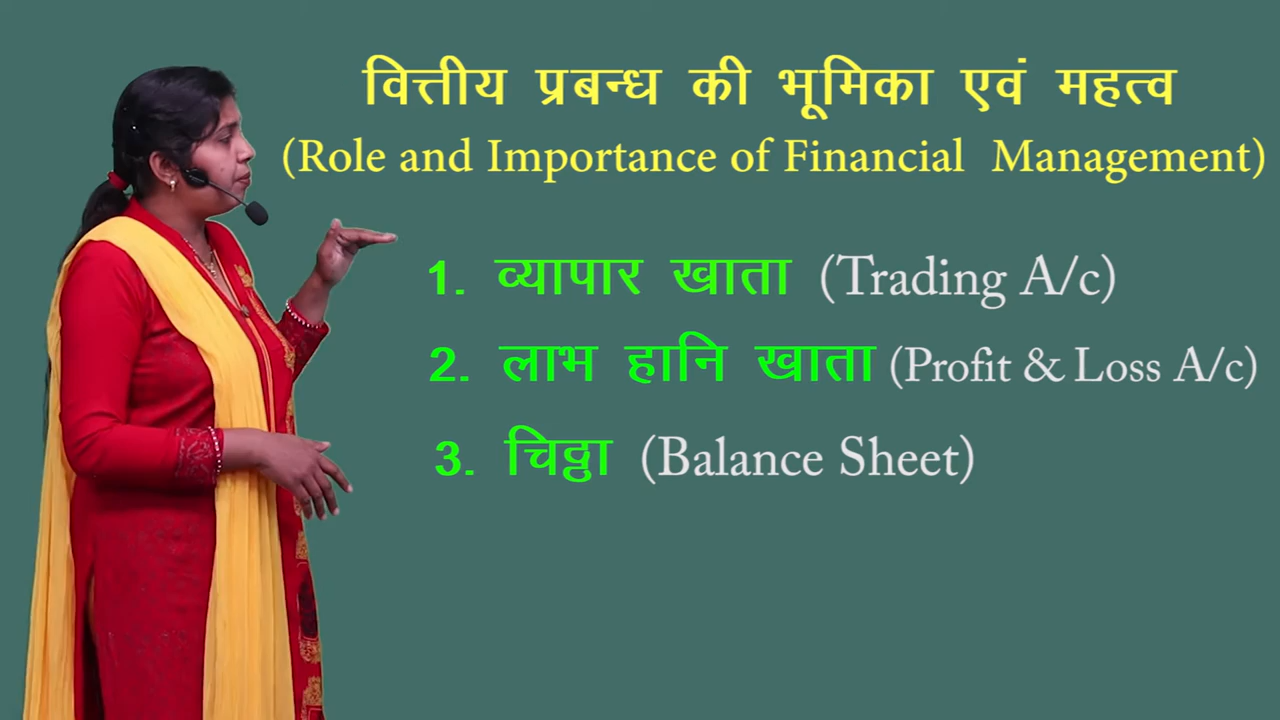 वित्तीय प्रबन्ध की भूमिका एवं महत्व
(Role and Importance of Financial Management)
1. व्यापार खाता (Trading A/c)
2. लाभ हानि खाता (Profit & Loss A/c)
3. चिठ्ठा (Balance Sheet)